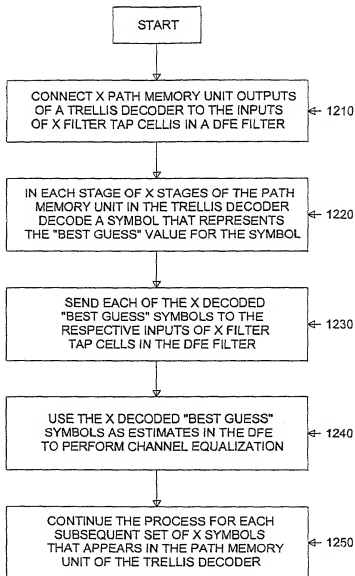 START
CONNECT X PATH MEMORY UNIT OUTPUTS
OF A TRELLIS DECODER TO THE INPUTS
OF X FILTER TAP CELLIS IN A DFE FILTER
1210
IN EACH STAGE OF X STAGES OF THE PATH
MEMORY UNIT IN THE TRELLIS DECODER
DECODE A SYMBOL THAT REPRESENTS
THE "BEST GUESS" VALUE FOR THE SYMBOL
1220
SEND EACH OF THE X DECODED
"BEST GUESS" SYMBOLS TO THE
RESPECTIVE INPUTS OF X FILTER
TAP CELLS IN THE DFE FILTER
1230
USE THE X DECODED "BEST GUESS"
SYMBOLS AS ESTIMATES IN THE DFE
TO PERFORM CHANNEL EQUALIZATION
1240
CONTINUE THE PROCESS FOR EACH
SUBSEQUENT SET OF X SYMBOLS
THAT APPEARS IN THE PATH MEMORY
UNIT OF THE TRELLIS DECODER
1250